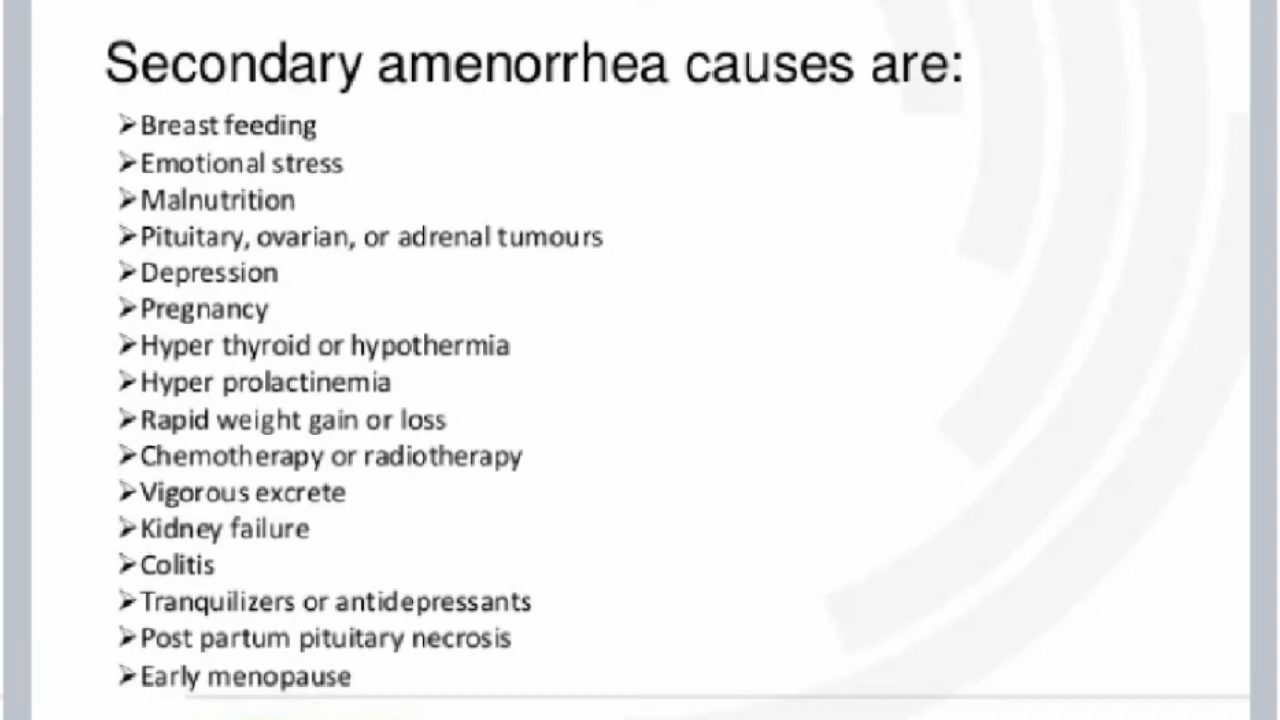 Secondary amenorrhea causes are:
➢Breast feeding
➢Emotional stress
➢Malnutrition
➢Pituitary, ovarian, or adrenal tumours
➢Depression
➢Pregnancy
➢Hyper thyroid or hypothermia
➢Hyper prolactinemia
➢Rapid weight gain or loss
➢Chemotherapy or radiotherapy
➢Vigorous excrete
➢Kidney failure
➢Colitis
➢Tranquilizers or antidepressants
➢Post partum pituitary necrosis
➢Early menopause